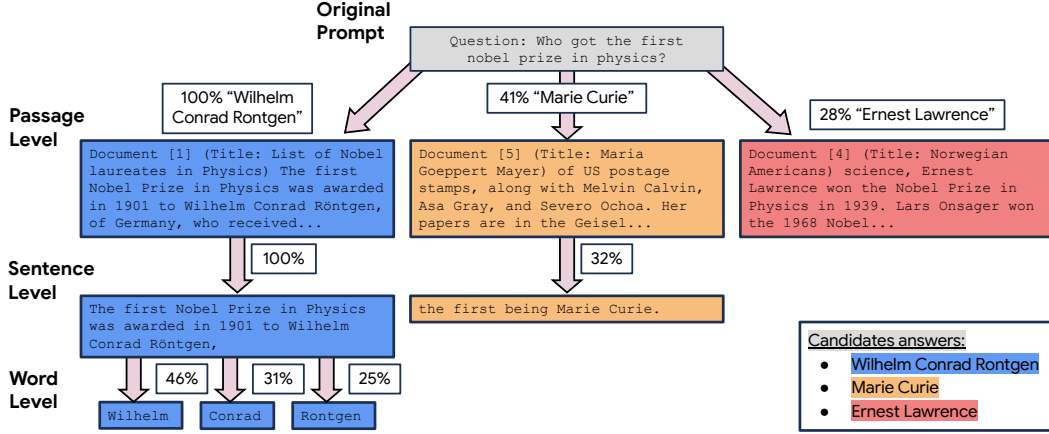 Original
Prompt
Question: Who got the first
nobel prize in physics?
100% “Wilhelm
Conrad Rontgen”
41% “Marie Curie”
28% “Ernest Lawrence”
Passage
Level
Document [1] (Title: List of Nobel
laureates in Physics) The first
Nobel Prize in Physics was awarded
in 1901 to Wilhelm Conrad Röntgen,
of Germany, who received...
Document [5] (Title: Maria
Goeppert Mayer) of US postage
stamps, along with Melvin Calvin,
Asa Gray, and Severo Ochoa. Her
papers are in the Geisel...
Document [4] (Title: Norwegian
Americans) science, Ernest
Lawrence won the Nobel Prize in
Physics in 1939. Lars Onsager won
the 1968 Nobel...
100%
32%
Sentence
Level
The first Nobel Prize in Physics
was awarded in 1901 to Wilhelm
Conrad Röntgen,
the first being Marie Curie.
46%
31%
25%
Word
Level
Wilhelm
Conrad
Rontgen
Candidates answers:
● Wilhelm Conrad Rontgen
● Marie Curie
● Ernest Lawrence